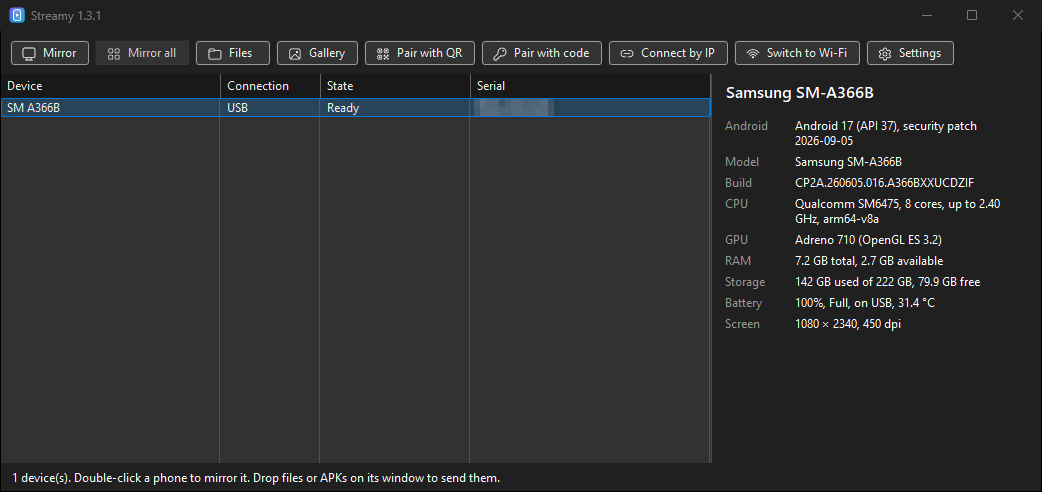 Streamy 1.3.1
Mirror Mirror all Files Gallery Pair with QR Pair with code Connect by IP Switch to Wi-Fi Settings
Device Connection State Serial
SM A366B USB Ready
Samsung SM-A366B
Android Android 17 (API 37), security patch
2026-09-05
Model Samsung SM-A366B
Build CP2A.260605.016.A366BXXUCDZIF
CPU Qualcomm SM6475, 8 cores, up to 2.40
GHz, arm64-v8a
GPU Adreno 710 (OpenGL ES 3.2)
RAM 7.2 GB total, 2.7 GB available
Storage 142 GB used of 222 GB, 79.9 GB free
Battery 100%, Full, on USB, 31.4 °C
Screen 1080 × 2340, 450 dpi
1 device(s). Double-click a phone to mirror it. Drop files or APKs on its window to send them.